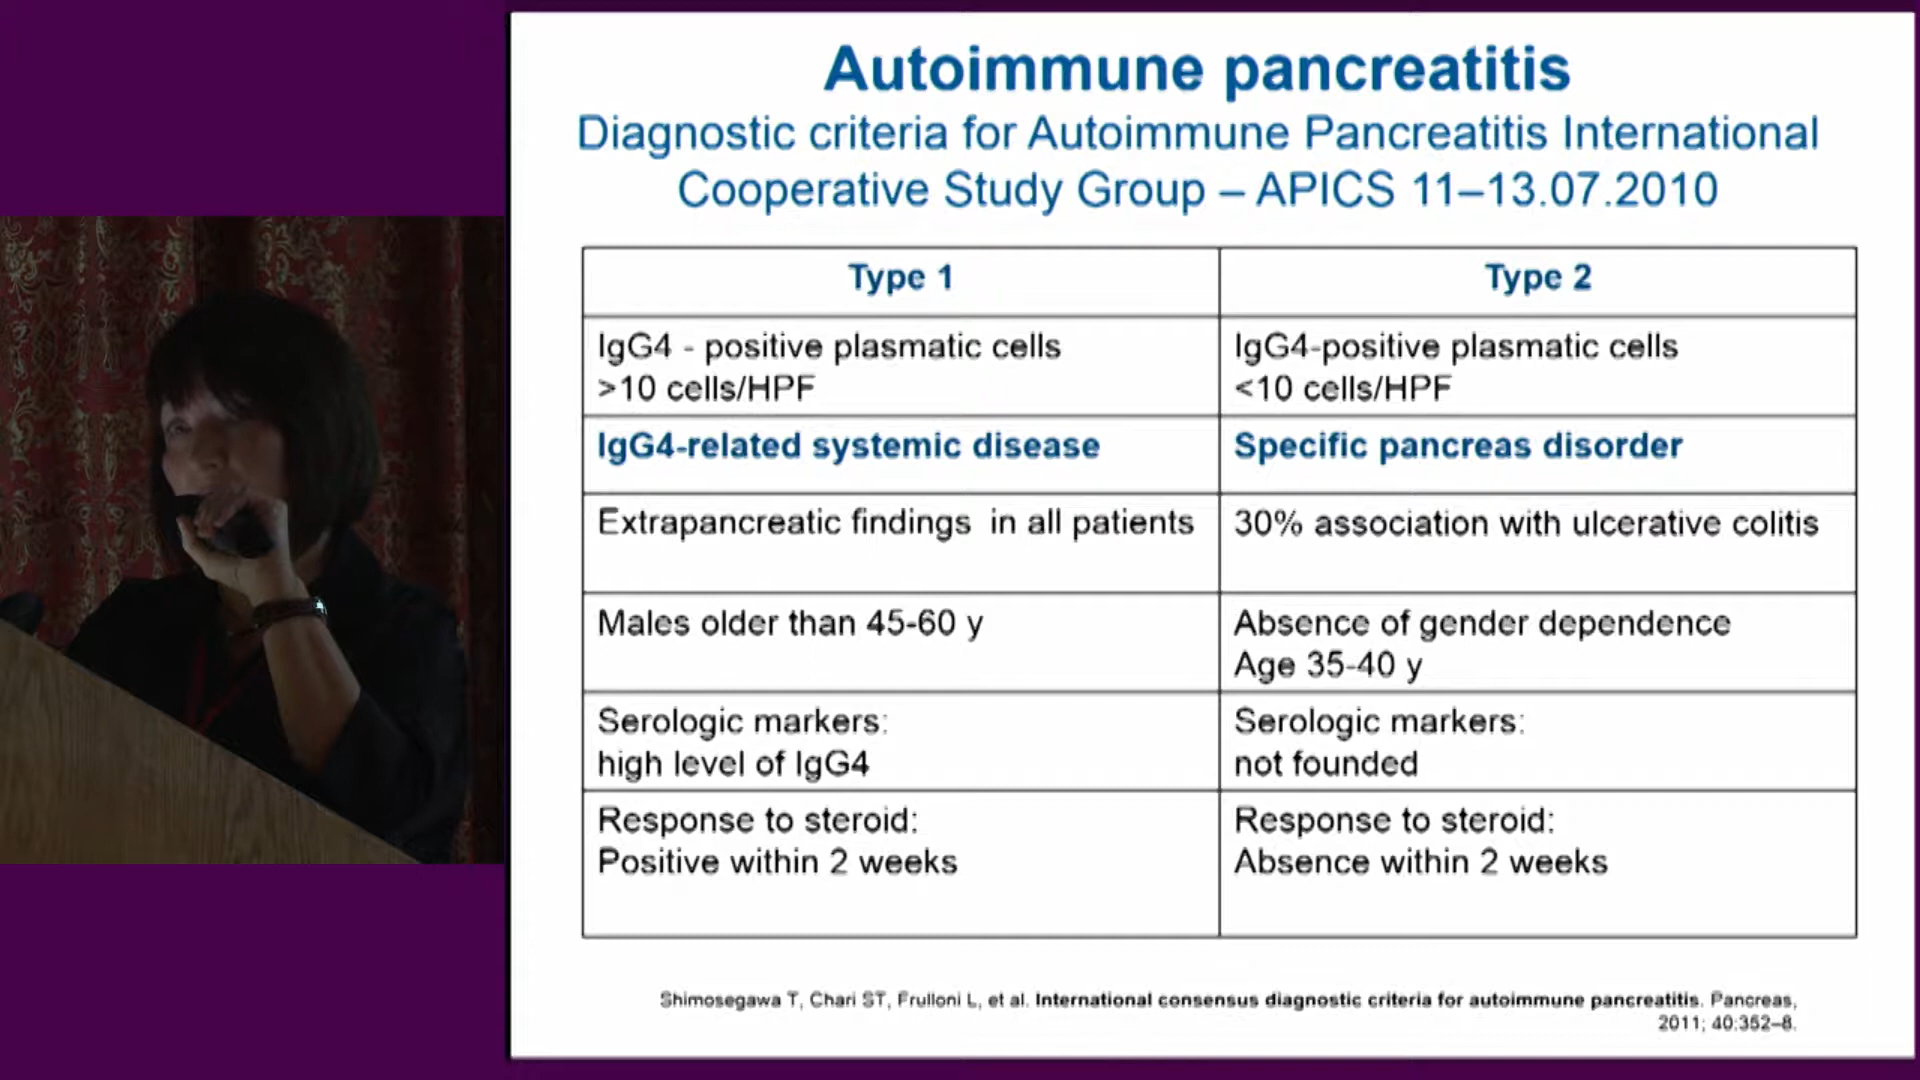 Autoimmune pancreatitis
Diagnostic criteria for Autoimmune Pancreatitis International
Cooperative Study Group – APICS 11–13.07.2010
Type 1
Type 2
IgG4 - positive plasmatic cells
>10 cells/HPF
IgG4-positive plasmatic cells
<10 cells/HPF
IgG4-related systemic disease
Specific pancreas disorder
Extrapancreatic findings in all patients
30% association with ulcerative colitis
Males older than 45-60 y
Absence of gender dependence
Age 35-40 y
Serologic markers:
high level of IgG4
Serologic markers:
not founded
Response to steroid:
Positive within 2 weeks
Response to steroid:
Absence within 2 weeks
Shimosegawa T, Chari ST, Frulloni L, et al. International consensus diagnostic criteria for autoimmune pancreatitis. Pancreas,
2011; 40:352–8.